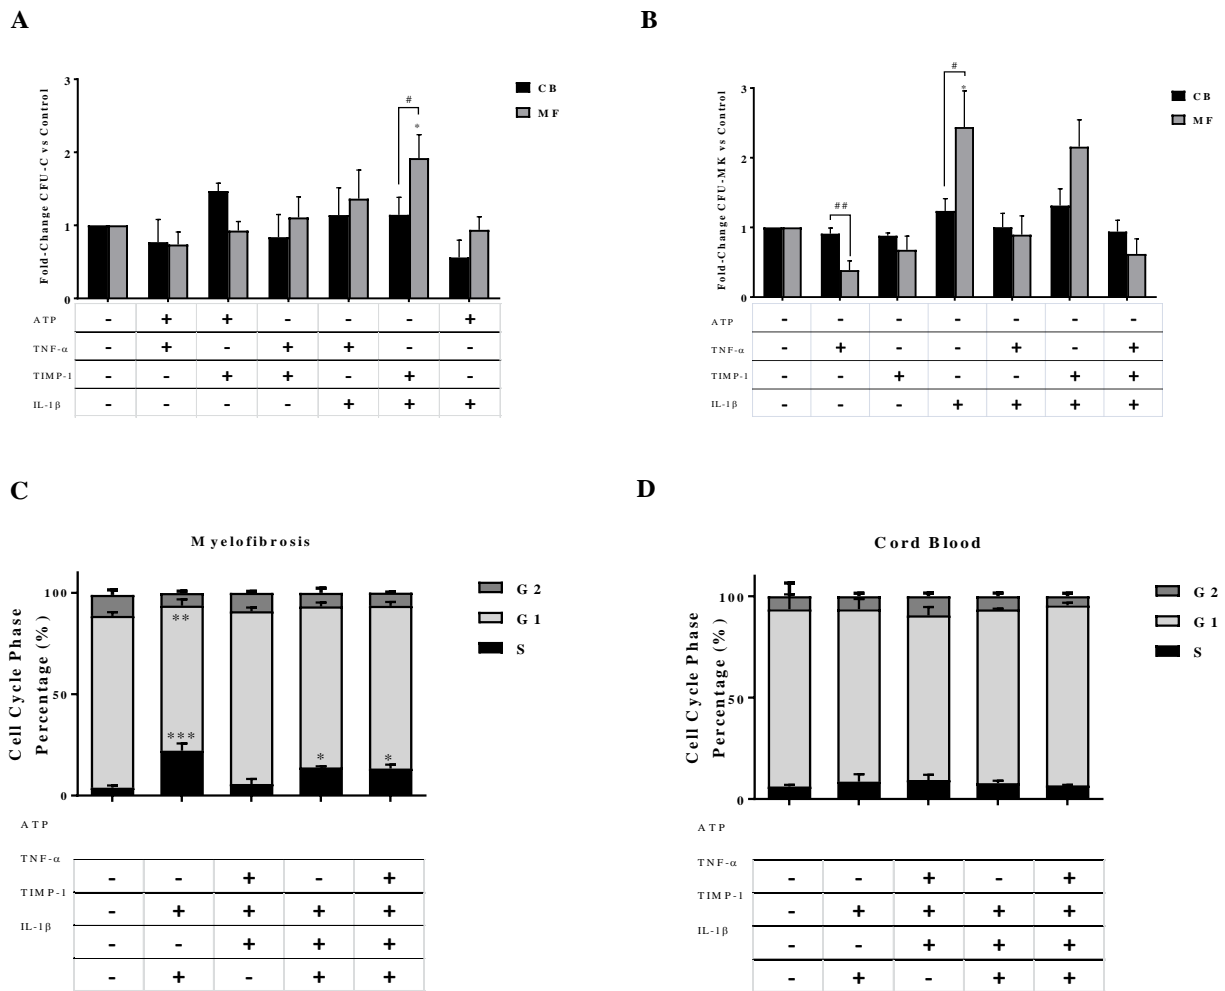 A
Fold-Change CFU-C vs Control
3
2
1
0
CB
MF
#
*
ATP - + + - - - +
TNF-α - + - + + - -
TIMP-1 - - + + - + -
IL-1β - - - - + + +
B
Fold-Change CFU-MK vs Control
3
2
1
0
CB
MF
##
#
*
ATP - - - - - - -
TNF-α - + - - + - +
TIMP-1 - - + - - + +
IL-1β - - - + + + +
C
Myelofibrosis
Cell Cycle Phase
Percentage (%)
100
50
0
G2
G1
S
**
***
*
*
ATP
TNF-α
TIMP-1
IL-1β
- - + - +
- + + + +
- - + + +
- + - + +
D
Cord Blood
Cell Cycle Phase
Percentage (%)
100
50
0
G2
G1
S
ATP
TNF-α
TIMP-1
IL-1β
- - + - +
- + + + +
- - + + +
- + - + +